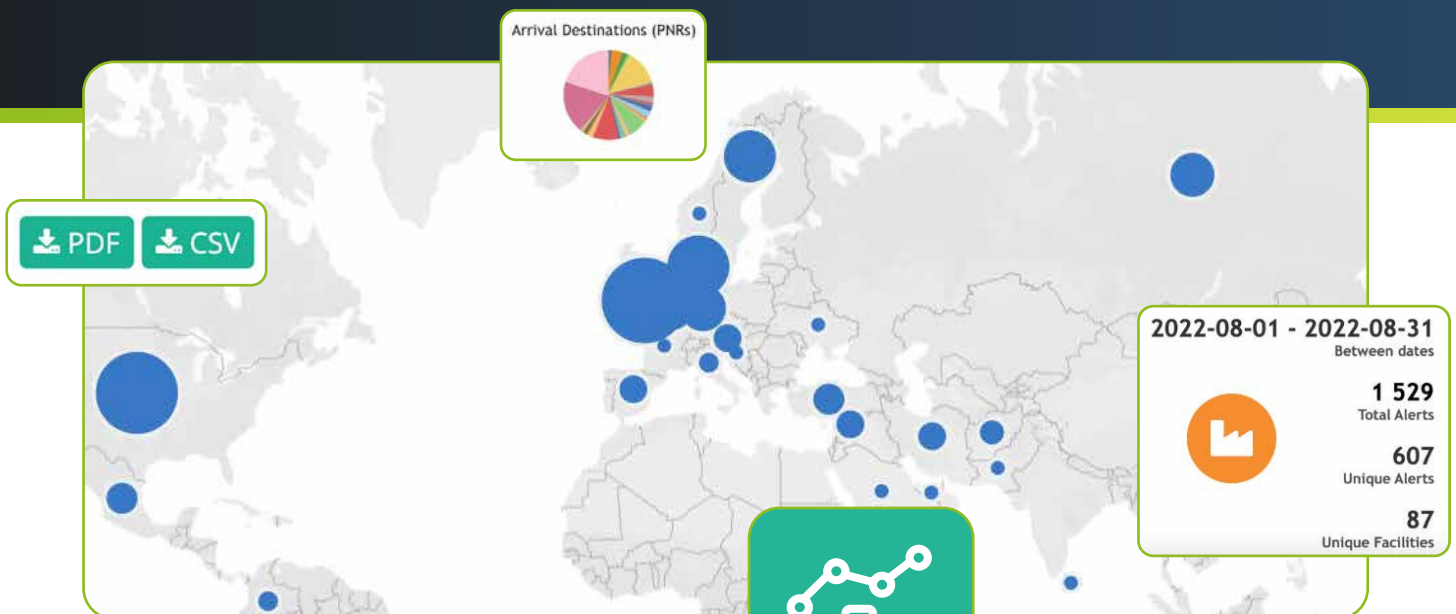 Arrival Destinations (PNRs)
PDF
CSV
2022-08-01 - 2022-08-31
Between dates
1 529
Total Alerts
607
Unique Alerts
87
Unique Facilities